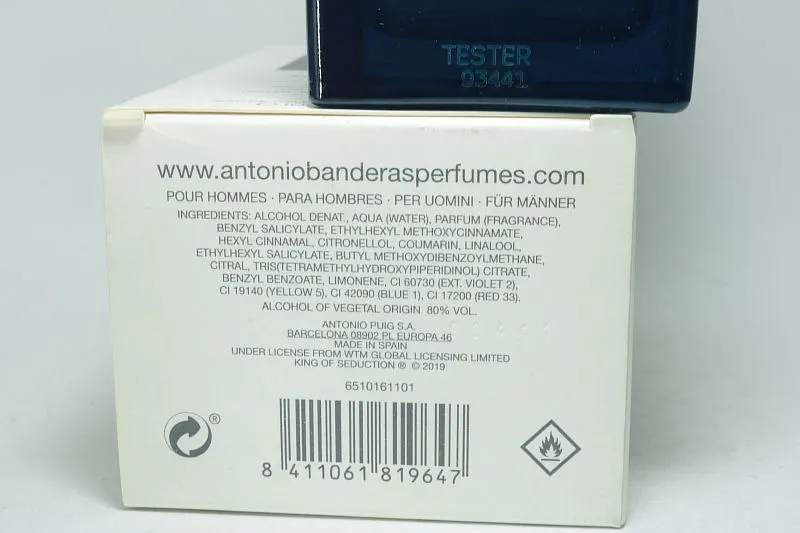 TESTER
93441
www.antoniobanderasperfumes.com
POUR HOMMES · PARA HOMBRES · PER UOMINI · FÜR MÄNNER
INGREDIENTS: ALCOHOL DENAT., AQUA (WATER), PARFUM (FRAGRANCE),
BENZYL SALICYLATE, ETHYLHEXYL METHOXYCINNAMATE,
HEXYL CINNAMAL, CITRONELLOL, COUMARIN, LINALOOL,
ETHYLHEXYL SALICYLATE, BUTYL METHOXYDIBENZOYLMETHANE,
CITRAL, TRIS(TETRAMETHYLHYDROXYPIPERIDINOL) CITRATE,
BENZYL BENZOATE, LIMONENE, CI 60730 (EXT. VIOLET 2),
CI 19140 (YELLOW 5), CI 42090 (BLUE 1), CI 17200 (RED 33).
ALCOHOL OF VEGETAL ORIGIN 80% VOL.
ANTONIO PUIG S.A.
BARCELONA 08902 PL EUROPA 46
MADE IN SPAIN
UNDER LICENSE FROM WTM GLOBAL LICENSING LIMITED
KING OF SEDUCTION ® © 2019
6510161101
®
8 411061 819647